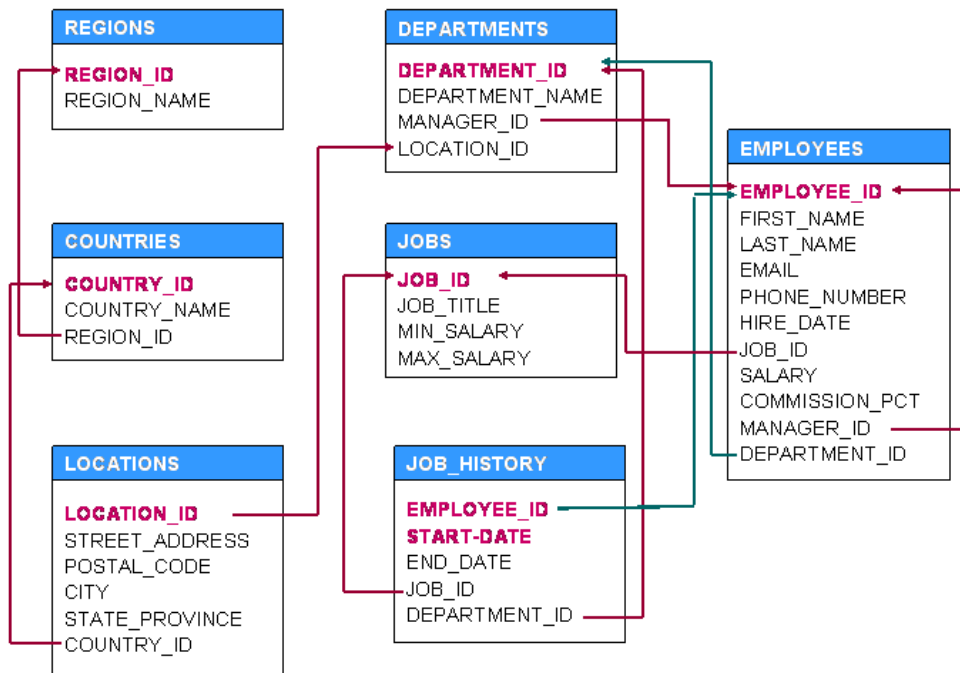 REGIONS
REGION_ID
REGION_NAME
DEPARTMENTS
DEPARTMENT_ID
DEPARTMENT_NAME
MANAGER_ID
LOCATION_ID
EMPLOYEES
EMPLOYEE_ID
FIRST_NAME
LAST_NAME
EMAIL
PHONE_NUMBER
HIRE_DATE
JOB_ID
SALARY
COMMISSION_PCT
MANAGER_ID
DEPARTMENT_ID
COUNTRIES
COUNTRY_ID
COUNTRY_NAME
REGION_ID
JOBS
JOB_ID
JOB_TITLE
MIN_SALARY
MAX_SALARY
LOCATIONS
LOCATION_ID
STREET_ADDRESS
POSTAL_CODE
CITY
STATE_PROVINCE
COUNTRY_ID
JOB_HISTORY
EMPLOYEE_ID
START-DATE
END_DATE
JOB_ID
DEPARTMENT_ID